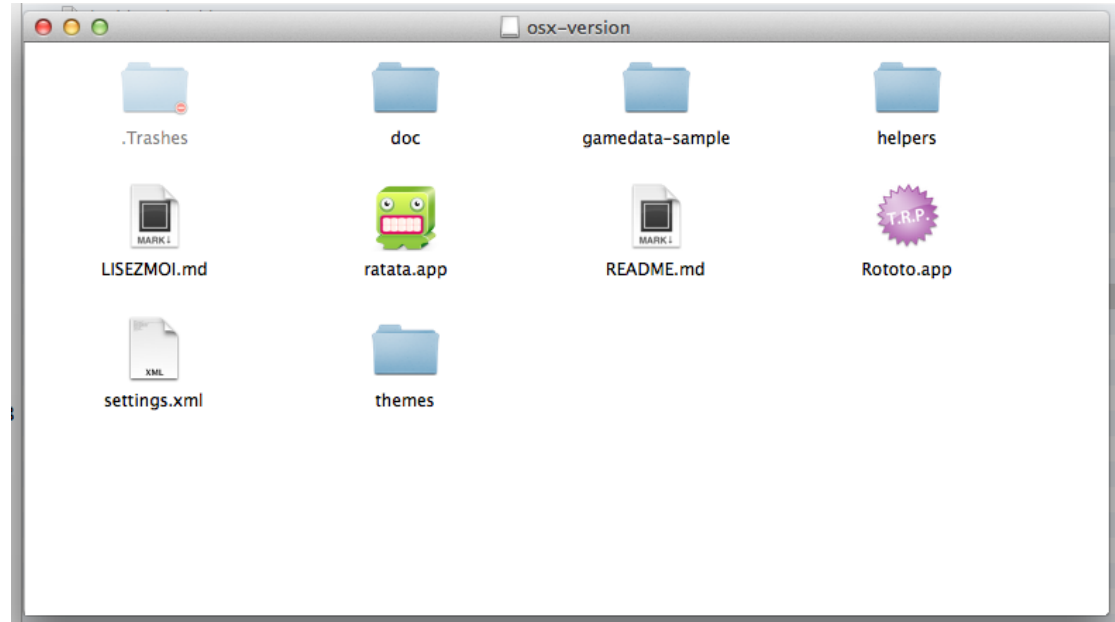 osx-version
.Trashes
doc
gamedata-sample
helpers
MARK↓
MARK↓
T.R.P.
LISEZMOI.md
ratata.app
README.md
Rototo.app
XML
settings.xml
themes